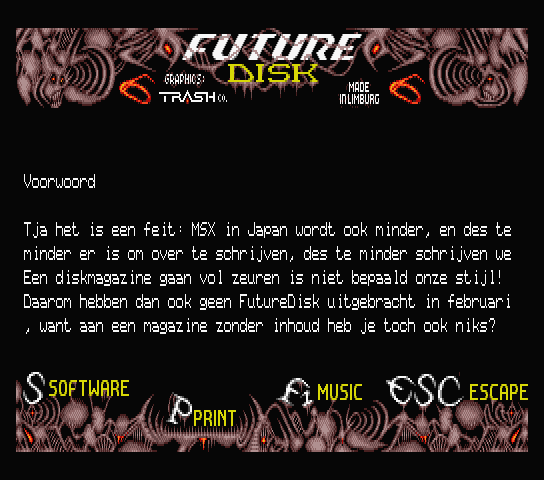 FUTURE
DISK
GRAPHICS:
TRASH CO.
MADE
IN LIMBURG
Voorwoord
Tja het is een feit: MSX in Japan wordt ook minder, en des te
minder er is om over te schrijven, des te minder schrijven we
Een diskmagazine gaan vol zeuren is niet bepaald onze stijl!
Daarom hebben dan ook geen FutureDisk uitgebracht in februari
, want aan een magazine zonder inhoud heb je toch ook niks?
S SOFTWARE
P PRINT
F1 MUSIC
ESC ESCAPE